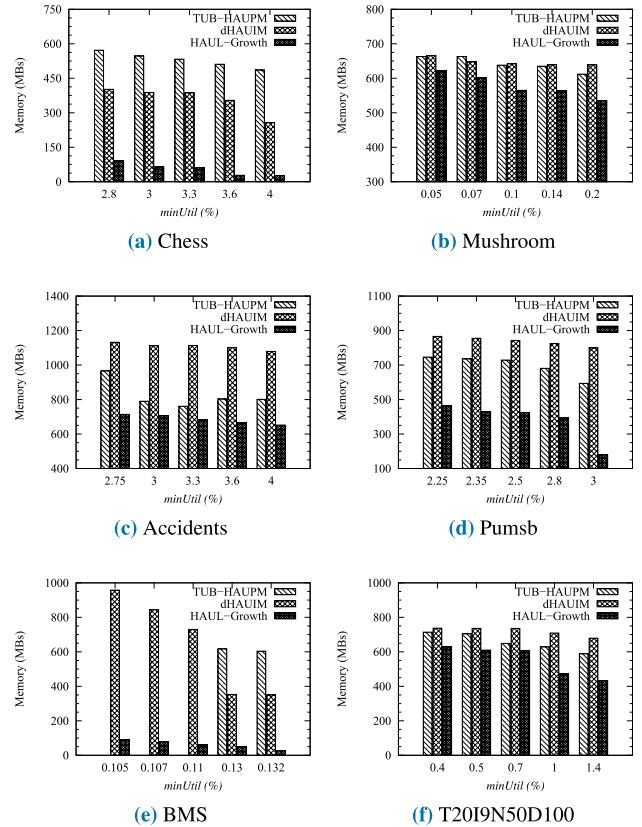 750
600
450
300
150
0
Memory (MBs)
TUB−HAUPM
dHAUIM
HAUL−Growth
2.8 3 3.3 3.6 4
minUtil (%)
(a) Chess
800
700
600
500
400
300
Memory (MBs)
TUB−HAUPM
dHAUIM
HAUL−Growth
0.05 0.07 0.1 0.14 0.2
minUtil (%)
(b) Mushroom
1400
1200
1000
800
600
400
Memory (MBs)
TUB−HAUPM
dHAUIM
HAUL−Growth
2.75 3 3.3 3.6 4
minUtil (%)
(c) Accidents
1100
900
700
500
300
100
Memory (MBs)
TUB−HAUPM
dHAUIM
HAUL−Growth
2.25 2.35 2.5 2.8 3
minUtil (%)
(d) Pumsb
1000
800
600
400
200
0
Memory (MBs)
TUB−HAUPM
dHAUIM
HAUL−Growth
0.105 0.107 0.11 0.13 0.132
minUtil (%)
(e) BMS
1000
800
600
400
200
0
Memory (MBs)
TUB−HAUPM
dHAUIM
HAUL−Growth
0.4 0.5 0.7 1 1.4
minUtil (%)
(f) T20I9N50D100